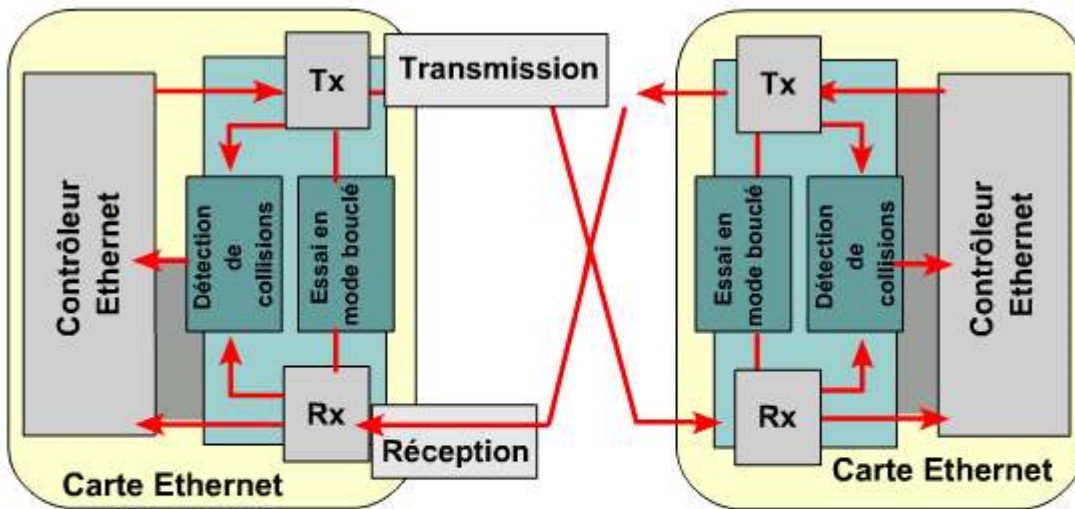 Tx
Transmission
Contrôleur
Ethernet
Détection
de
collisions
Essai en
mode bouclé
Rx
Réception
Carte Ethernet
Tx
Essai en
mode bouclé
Détection
de
collisions
Contrôleur
Ethernet
Rx
Carte Ethernet